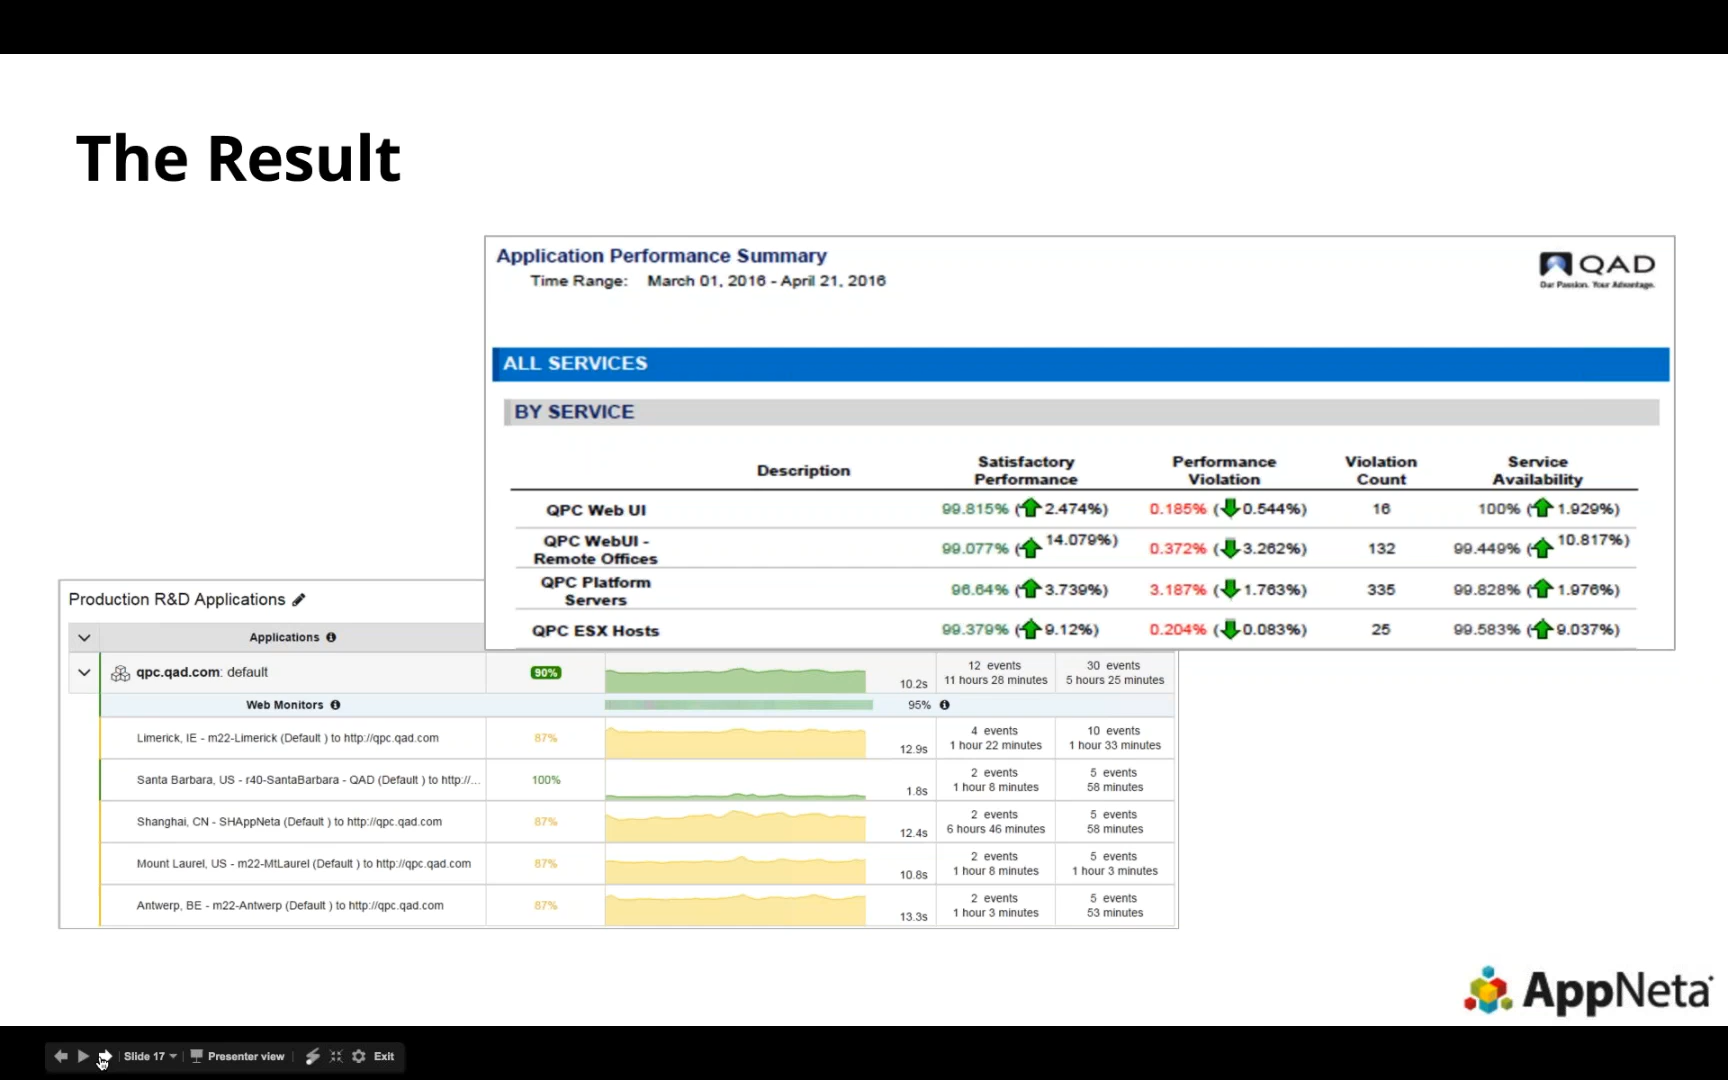 The Result
Application Performance Summary
Time Range: March 01, 2016 - April 21, 2016
QAD
Our Passion. Your Advantage.
ALL SERVICES
BY SERVICE
Description Satisfactory Performance Performance Violation Violation Count Service Availability
QPC Web UI 99.815% (2.474%) 0.185% (0.544%) 16 100% (1.929%)
QPC WebUI - Remote Offices 99.077% (14.079%) 0.372% (3.262%) 132 99.449% (10.817%)
QPC Platform Servers 96.64% (3.739%) 3.187% (1.763%) 335 99.828% (1.976%)
QPC ESX Hosts 99.379% (9.12%) 0.204% (0.083%) 25 99.583% (9.037%)
Production R&D Applications
Applications
qpc.qad.com: default 90% 10.2s 12 events 11 hours 28 minutes 30 events 5 hours 25 minutes
Web Monitors 95%
Limerick, IE - m22-Limerick (Default ) to http://qpc.qad.com 87% 12.9s 4 events 1 hour 22 minutes 10 events 1 hour 33 minutes
Santa Barbara, US - r40-SantaBarbara - QAD (Default ) to http://... 100% 1.8s 2 events 1 hour 8 minutes 5 events 58 minutes
Shanghai, CN - SHAppNeta (Default ) to http://qpc.qad.com 87% 12.4s 2 events 6 hours 46 minutes 5 events 58 minutes
Mount Laurel, US - m22-MtLaurel (Default ) to http://qpc.qad.com 87% 10.8s 2 events 1 hour 8 minutes 5 events 1 hour 3 minutes
Antwerp, BE - m22-Antwerp (Default ) to http://qpc.qad.com 87% 13.3s 2 events 1 hour 3 minutes 5 events 53 minutes
AppNeta
Slide 17 Presenter view Exit